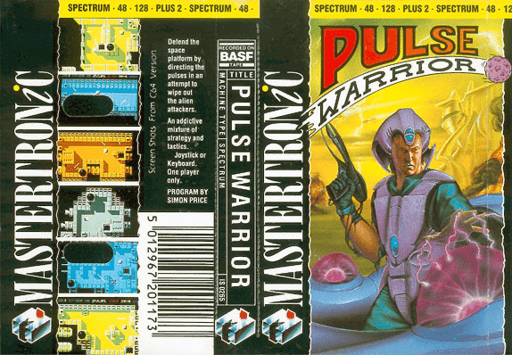 SPECTRUM - 48 - 128 - PLUS 2 - SPECTRUM - 48 -
MASTERTRONiC
Screen Shots From C64 Version
Defend the
space
platform by
directing the
pulses in an
attempt to
wipe out
the alien
attackers.
An addictive
mixture of
strategy and
tactics.
Joystick or
Keyboard.
One player
only.
PROGRAM BY
SIMON PRICE
5 012967 201173
RECORDED ON
BASF
TAPE
TITLE
MACHINE TYPE SPECTRUM
PULSE WARRIOR
IS 0295
MASTERTRONiC
SPECTRUM - 48 - 128 - PLUS 2 - SPECTRUM - 48 - 12
PULSE
WARRIOR